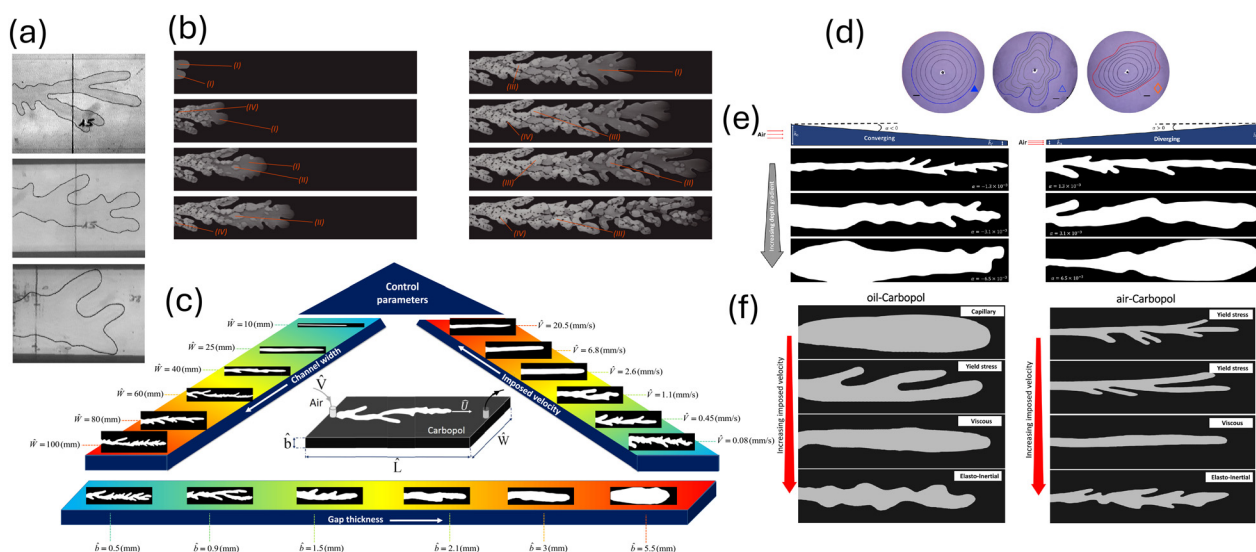 (a)
(b)
(I)
(I)
(IV)
(I)
(I)
(II)
(IV)
(II)
(III)
(I)
(IV)
(III)
(III)
(II)
(IV)
(III)
(c)
Control
parameters
Ŵ = 10 (mm)
Ŵ = 25 (mm)
Ŵ = 40 (mm)
Ŵ = 60 (mm)
Ŵ = 80 (mm)
Ŵ = 100 (mm)
Channel width
V̂ = 20.5 (mm/s)
V̂ = 6.8 (mm/s)
V̂ = 2.6 (mm/s)
V̂ = 1.1 (mm/s)
V̂ = 0.45 (mm/s)
V̂ = 0.08 (mm/s)
Imposed velocity
V̂
Air
Û
Carbopol
b̂
Ŵ
L̂
Gap thickness
b̂ = 0.5 (mm)
b̂ = 0.9 (mm)
b̂ = 1.5 (mm)
b̂ = 2.1 (mm)
b̂ = 3 (mm)
b̂ = 5.5 (mm)
(d)
(e)
Air
α < 0
Converging
Air
α > 0
Diverging
Increasing depth gradient
(f)
oil-Carbopol
Capillary
Yield stress
Viscous
Elasto-Inertial
Increasing imposed velocity
air-Carbopol
Yield stress
Yield stress
Viscous
Elasto-Inertial
Increasing imposed velocity